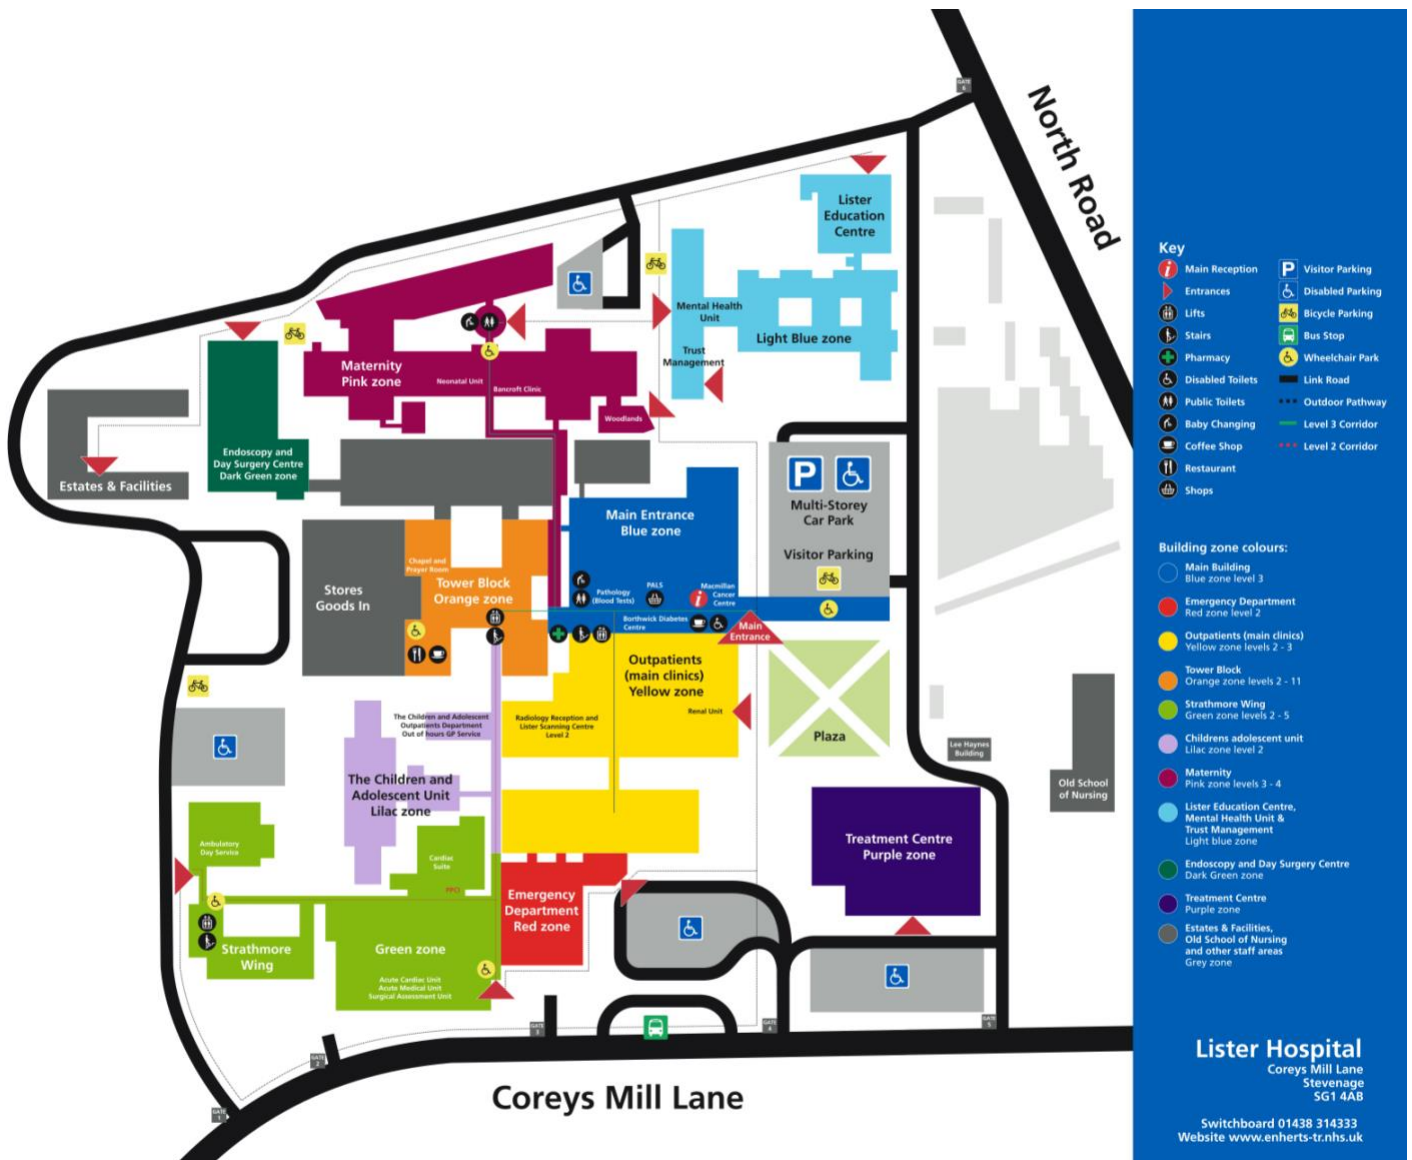 GATE
6
North Road
Lister
Education
Centre
Mental Health
Unit
Light Blue zone
Trust
Management
Maternity
Pink zone
Neonatal Unit
Bancroft Clinic
Woodlands
Endoscopy and
Day Surgery Centre
Dark Green zone
Estates & Facilities
P
Multi-Storey
Car Park
Visitor Parking
Main Entrance
Blue zone
Pathology
(Blood Tests)
PALS
i
Macmillan
Cancer
Centre
Borthwick Diabetes
Centre
Main
Entrance
Stores
Goods In
Chapel and
Prayer Room
Tower Block
Orange zone
Outpatients
(main clinics)
Yellow zone
Renal Unit
Radiology Reception and
Lister Scanning Centre
Level 2
The Children and Adolescent
Outpatients Department
Out of hours GP Service
The Children and
Adolescent Unit
Lilac zone
Plaza
Lee Haynes
Building
Old School
of Nursing
Treatment Centre
Purple zone
Ambulatory
Day Service
Cardiac
Suite
PPCI
Emergency
Department
Red zone
Strathmore
Wing
Green zone
Acute Cardiac Unit
Acute Medical Unit
Surgical Assessment Unit
GATE
1
GATE
2
GATE
3
GATE
4
GATE
5
Coreys Mill Lane
Key
i Main Reception
Entrances
Lifts
Stairs
Pharmacy
Disabled Toilets
Public Toilets
Baby Changing
Coffee Shop
Restaurant
Shops
P Visitor Parking
Disabled Parking
Bicycle Parking
Bus Stop
Wheelchair Park
Link Road
Outdoor Pathway
Level 3 Corridor
Level 2 Corridor
Building zone colours:
Main Building
Blue zone level 3
Emergency Department
Red zone level 2
Outpatients (main clinics)
Yellow zone levels 2 - 3
Tower Block
Orange zone levels 2 - 11
Strathmore Wing
Green zone levels 2 - 5
Childrens adolescent unit
Lilac zone level 2
Maternity
Pink zone levels 3 - 4
Lister Education Centre,
Mental Health Unit &
Trust Management
Light blue zone
Endoscopy and Day Surgery Centre
Dark Green zone
Treatment Centre
Purple zone
Estates & Facilities,
Old School of Nursing
and other staff areas
Grey zone
Lister Hospital
Coreys Mill Lane
Stevenage
SG1 4AB
Switchboard 01438 314333
Website www.enherts-tr.nhs.uk